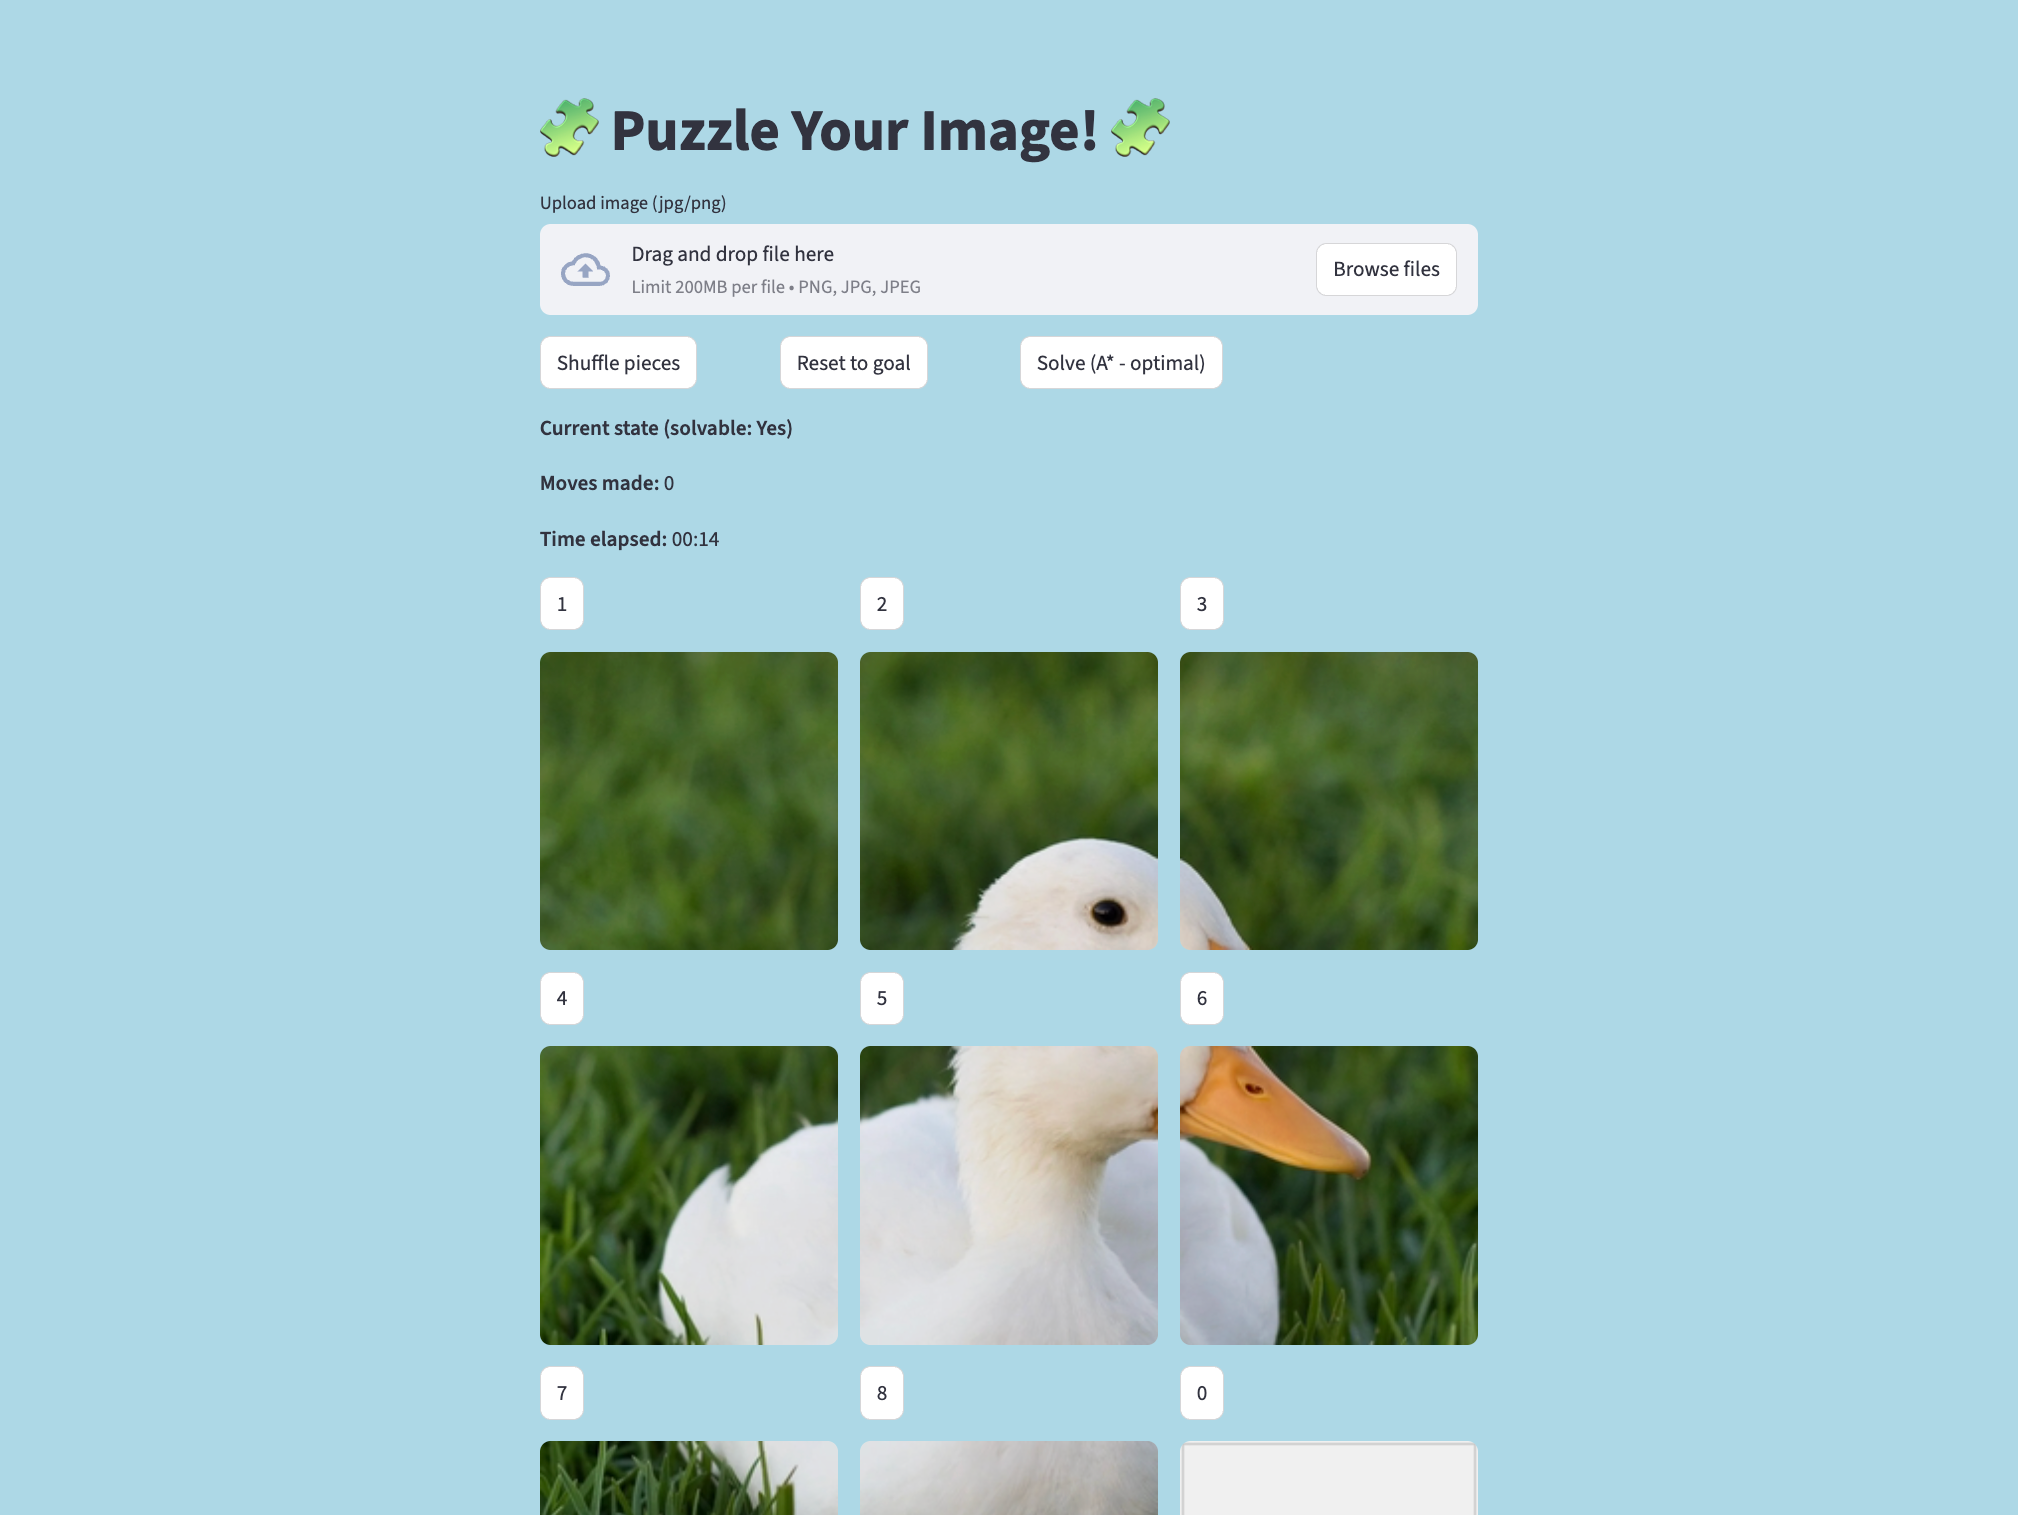 Puzzle Your Image!
Upload image (jpg/png)
Drag and drop file here
Limit 200MB per file • PNG, JPG, JPEG
Browse files
Shuffle pieces
Reset to goal
Solve (A* - optimal)
Current state (solvable: Yes)
Moves made: 0
Time elapsed: 00:14
1 2 3
4 5 6
7 8 0